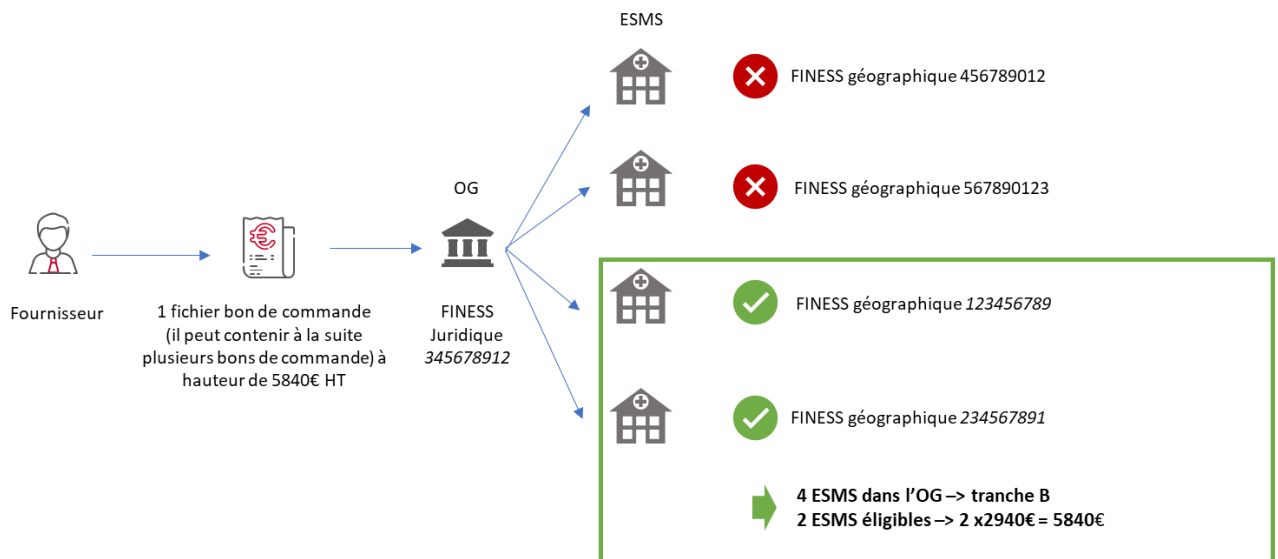 ESMS
FINESS géographique 456789012
FINESS géographique 567890123
OG
Fournisseur
1 fichier bon de commande
(il peut contenir à la suite
plusieurs bons de commande) à
hauteur de 5840€ HT
FINESS
Juridique
345678912
FINESS géographique 123456789
FINESS géographique 234567891
4 ESMS dans l’OG –> tranche B
2 ESMS éligibles –> 2 x2940€ = 5840€